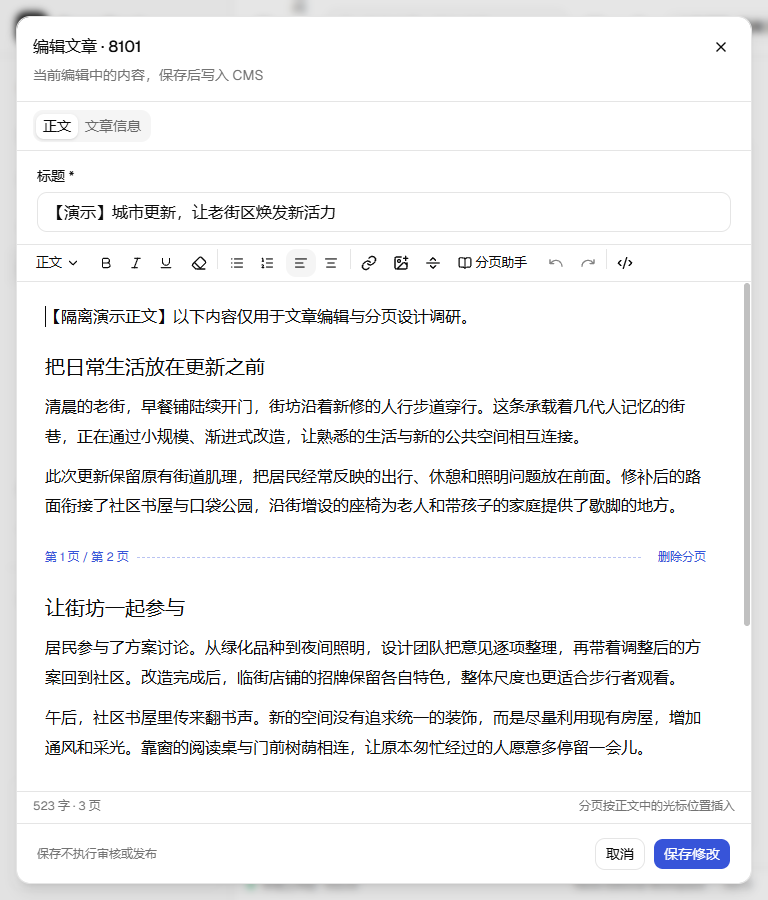 编辑文章 · 8101
当前编辑中的内容，保存后写入 CMS
正文 文章信息
标题 *
【演示】城市更新，让老街区焕发新活力
正文 B I U 分页助手 </>
【隔离演示正文】以下内容仅用于文章编辑与分页设计调研。
把日常生活放在更新之前
清晨的老街，早餐铺陆续开门，街坊沿着新修的人行步道穿行。这条承载着几代人记忆的街
巷，正在通过小规模、渐进式改造，让熟悉的生活与新的公共空间相互连接。
此次更新保留原有街道肌理，把居民经常反映的出行、休憩和照明问题放在前面。修补后的路
面衔接了社区书屋与口袋公园，沿街增设的座椅为老人和带孩子的家庭提供了歇脚的地方。
第 1 页 / 第 2 页 删除分页
让街坊一起参与
居民参与了方案讨论。从绿化品种到夜间照明，设计团队把意见逐项整理，再带着调整后的方
案回到社区。改造完成后，临街店铺的招牌保留各自特色，整体尺度也更适合步行者观看。
午后，社区书屋里传来翻书声。新的空间没有追求统一的装饰，而是尽量利用现有房屋，增加
通风和采光。靠窗的阅读桌与门前树荫相连，让原本匆忙经过的人愿意多停留一会儿。
523 字 · 3 页 分页按正文中的光标位置插入
保存不执行审核或发布 取消 保存修改